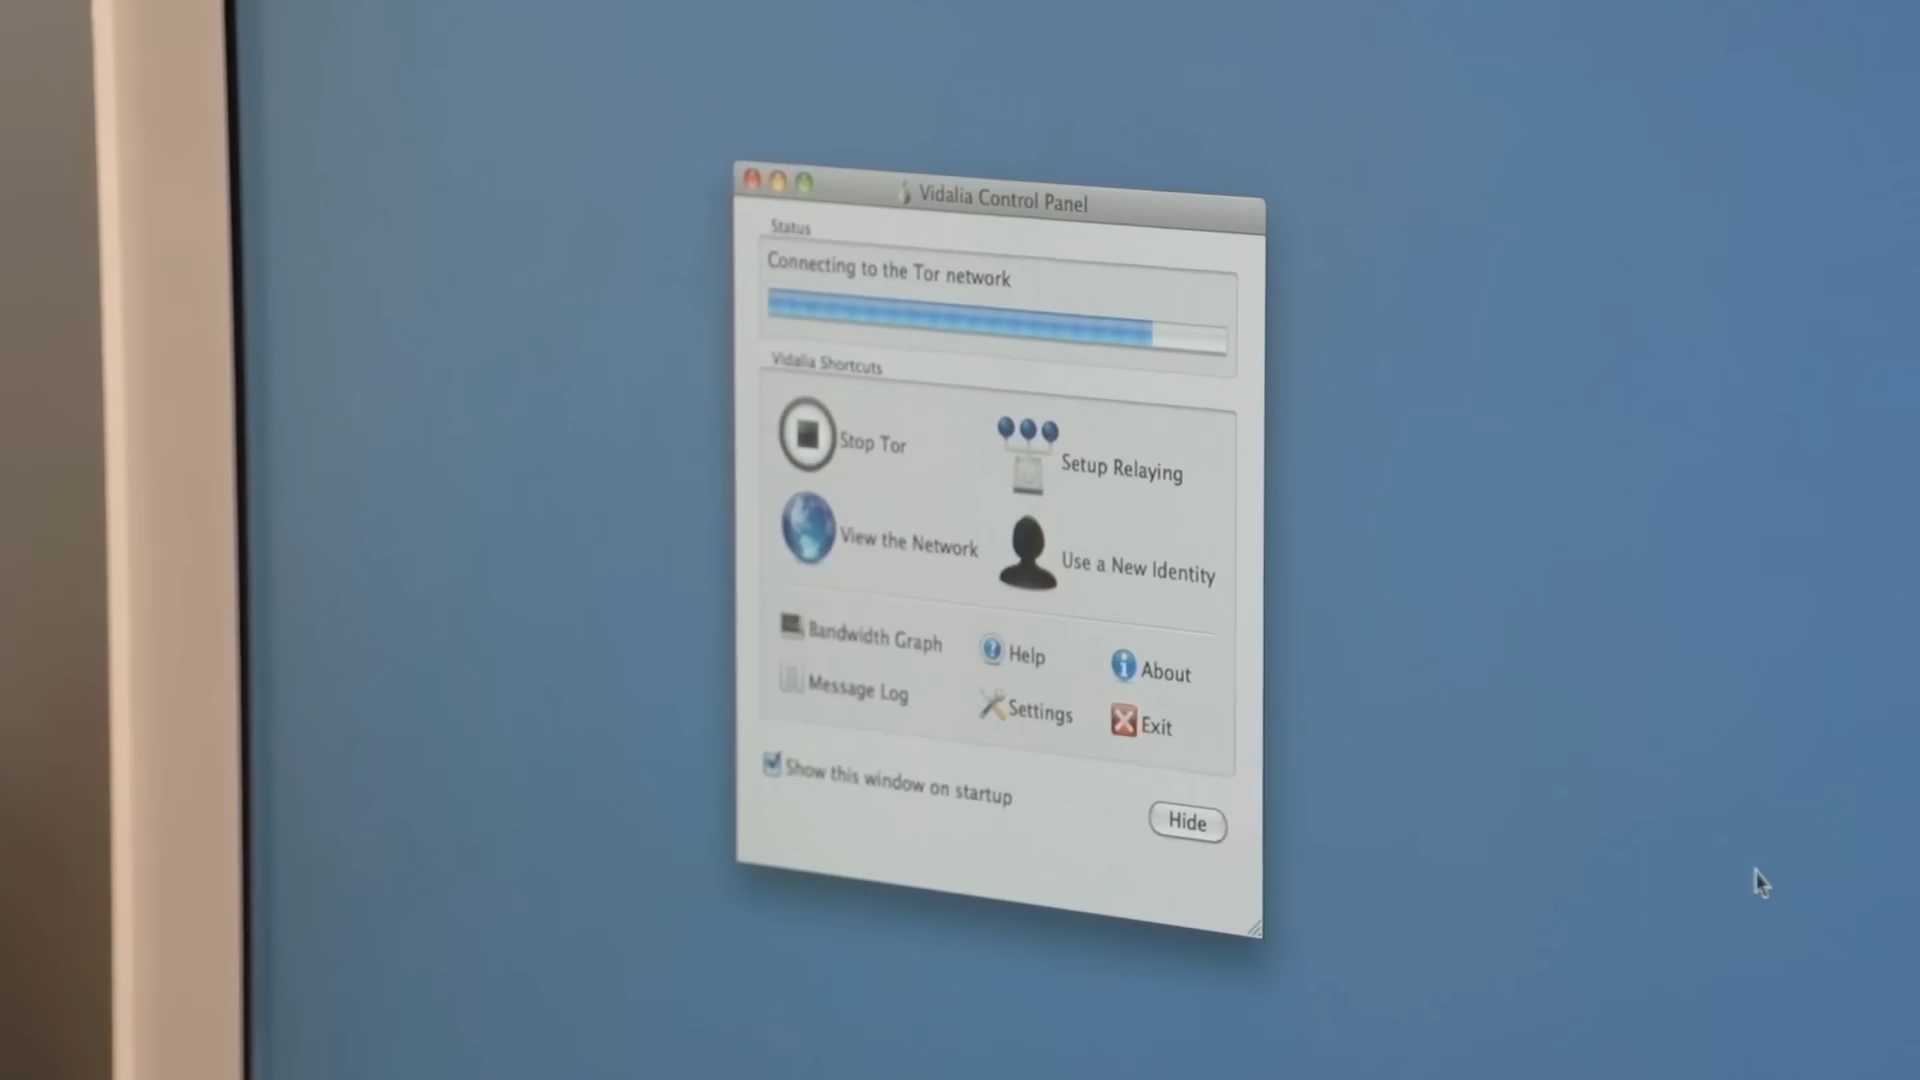 Vidalia Control Panel
Status
Connecting to the Tor network
Vidalia Shortcuts
Stop Tor
Setup Relaying
View the Network
Use a New Identity
Bandwidth Graph
Help
About
Message Log
Settings
Exit
Show this window on startup
Hide